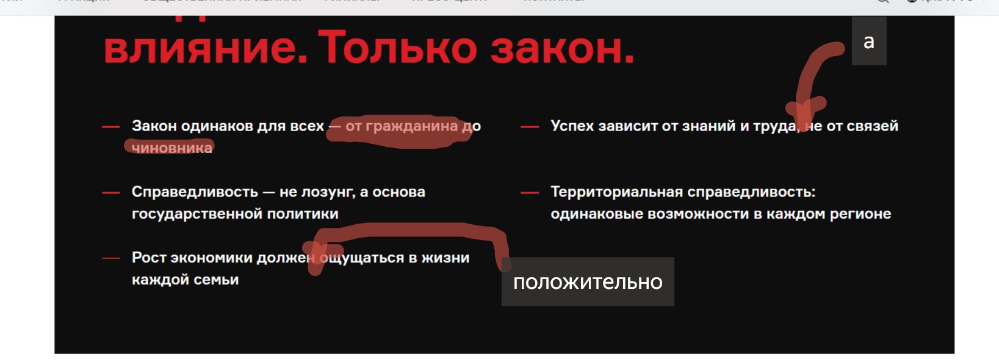 влияние. Только закон.
а
— Закон одинаков для всех — от гражданина до
чиновника
— Успех зависит от знаний и труда, не от связей
— Справедливость — не лозунг, а основа
государственной политики
— Территориальная справедливость:
одинаковые возможности в каждом регионе
— Рост экономики должен ощущаться в жизни
каждой семьи
положительно